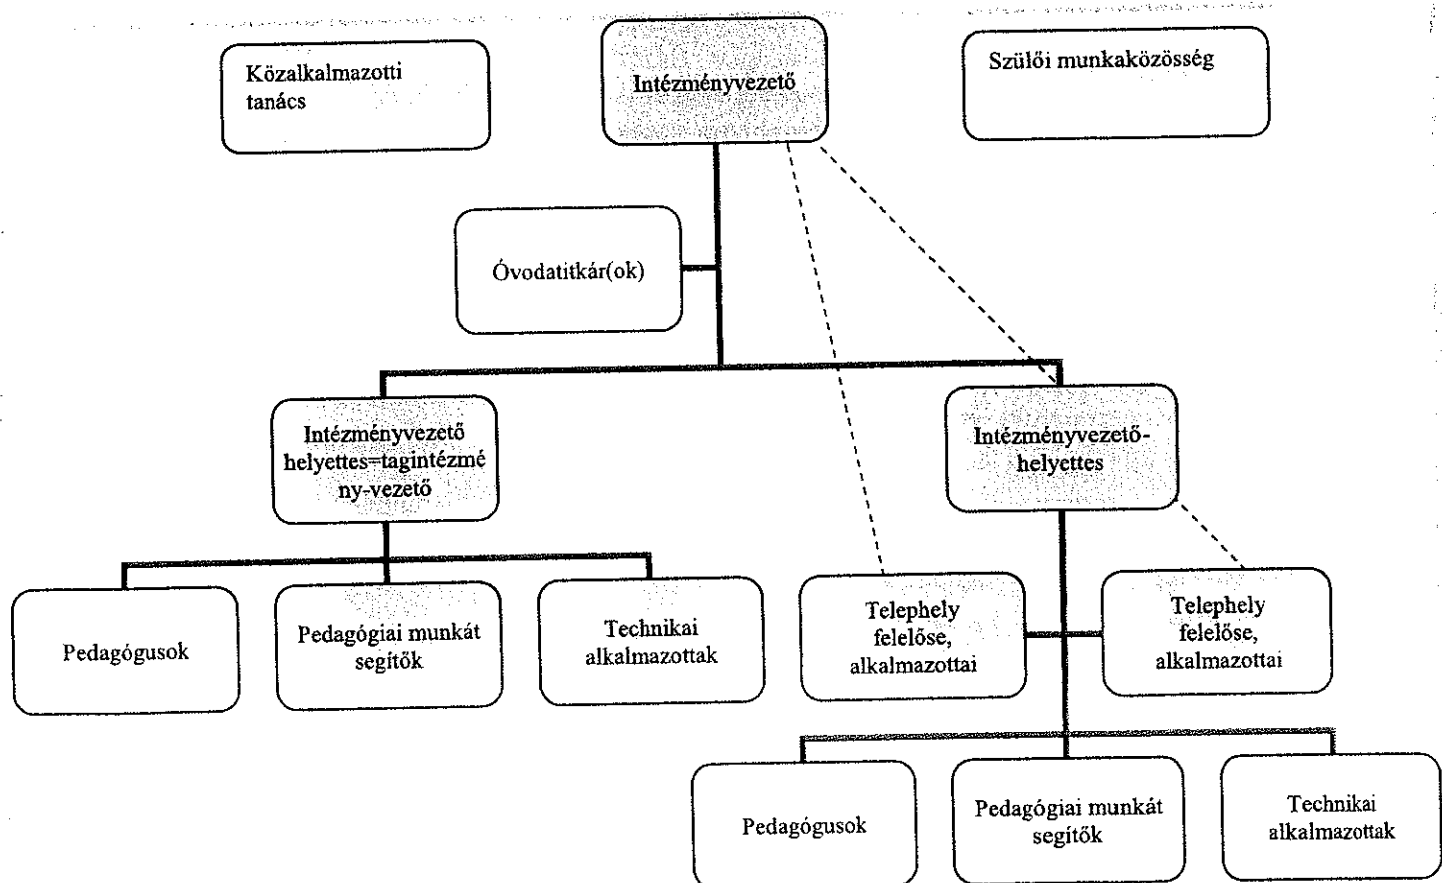 Közalkalmazotti
tanács
Intézményvezető
Szülői munkaközösség
Óvodatitkár(ok)
Intézményvezető
helyettes=tagintézmé
ny-vezető
Intézményvezető-
helyettes
Pedagógusok
Pedagógiai munkát
segítők
Technikai
alkalmazottak
Telephely
felelőse,
alkalmazottai
Telephely
felelőse,
alkalmazottai
Pedagógusok
Pedagógiai munkát
segítők
Technikai
alkalmazottak